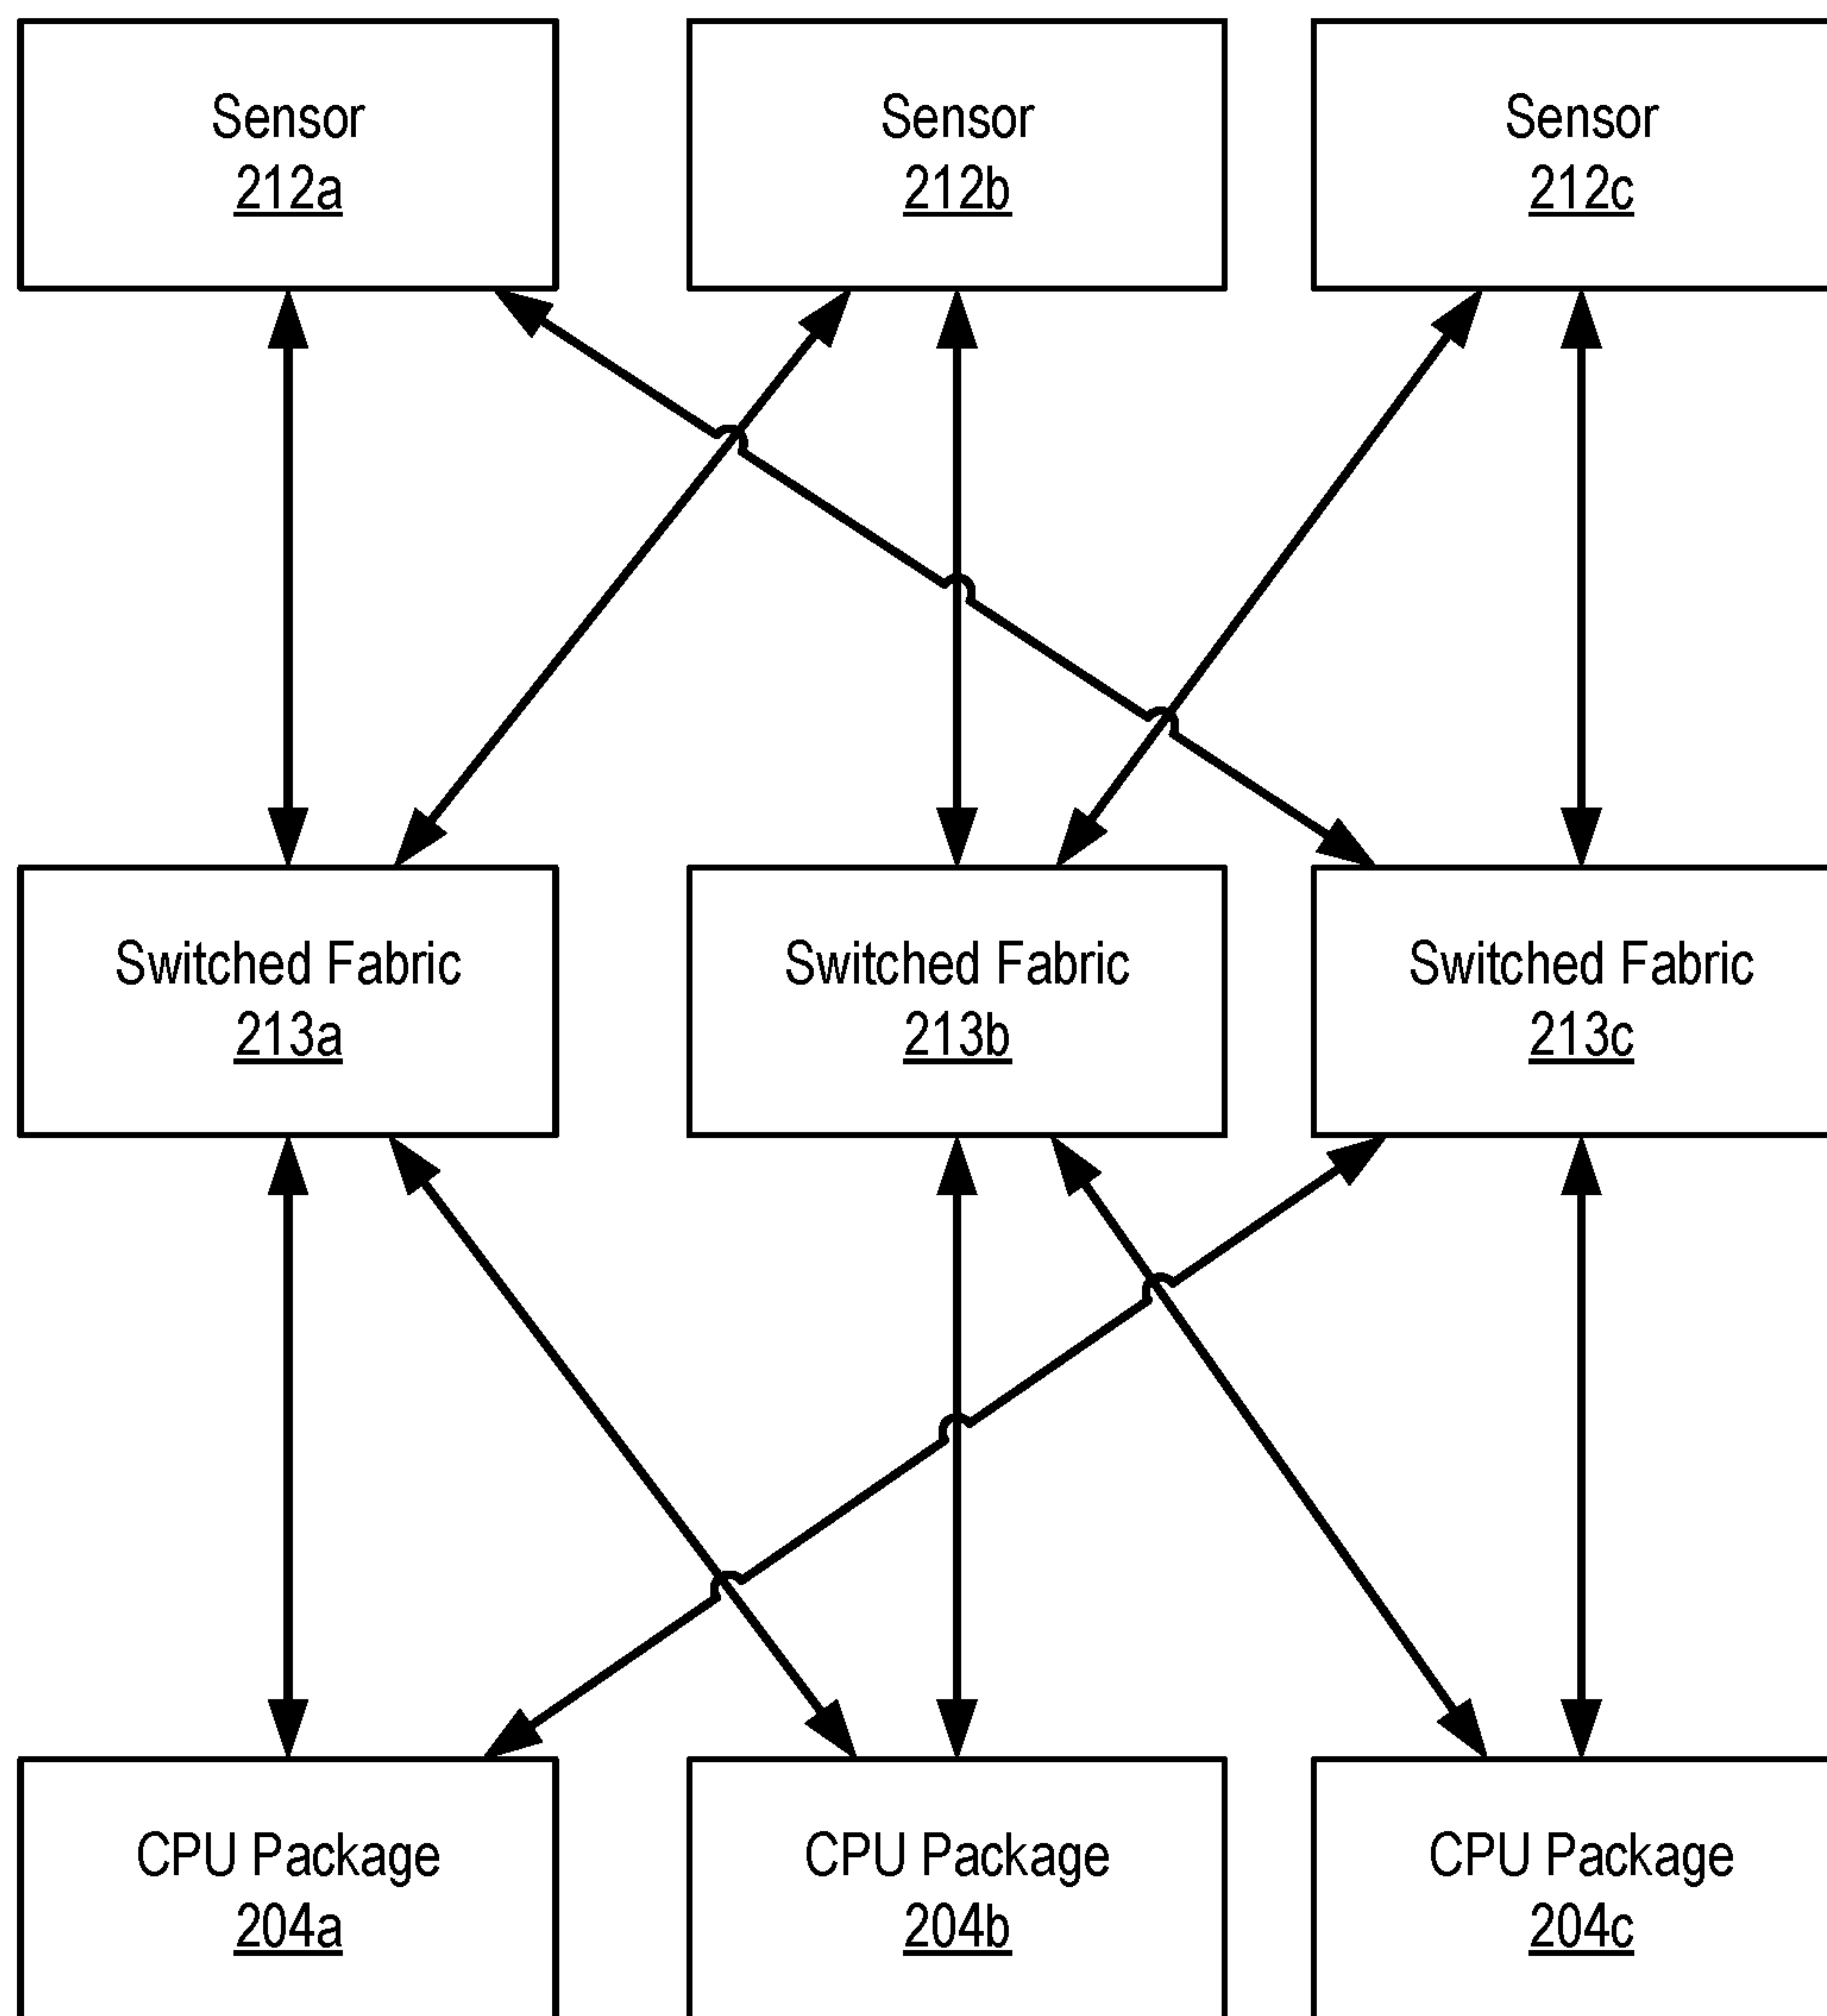 Sensor
212a
Sensor
212b
Sensor
212c
Switched Fabric
213a
Switched Fabric
213b
Switched Fabric
213c
CPU Package
204a
CPU Package
204b
CPU Package
204c